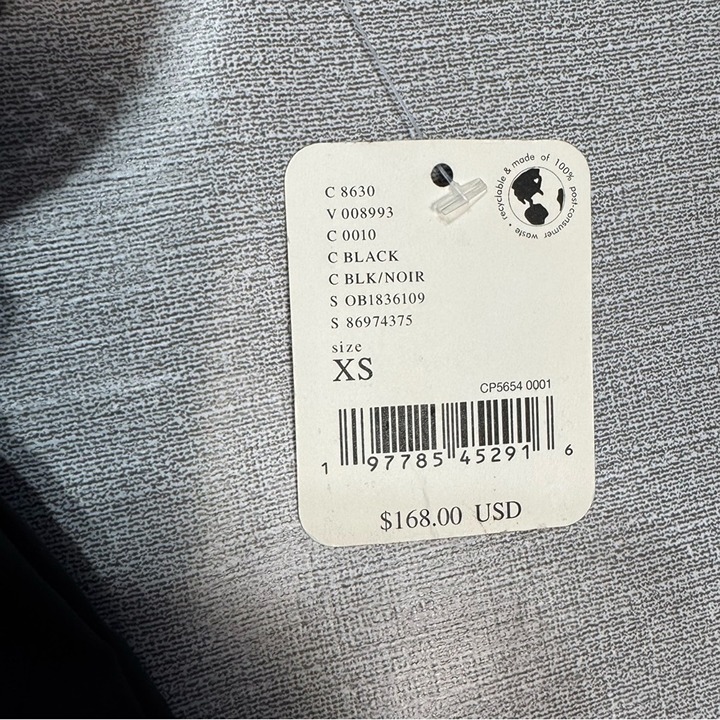 C 8630
V 008993
C 0010
C BLACK
C BLK/NOIR
S OB1836109
S 86974375
size
XS
recyclable & made of 100% post-consumer waste •
CP5654 0001
1 97785 45291 6
$168.00 USD